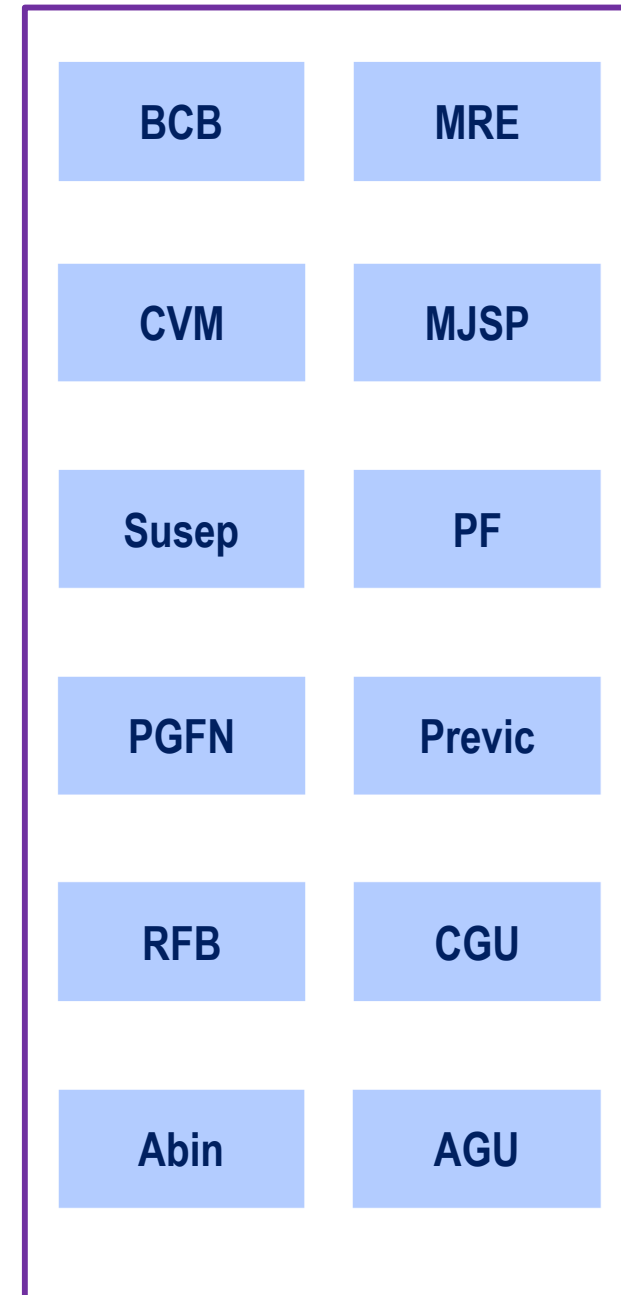 BCB MRE
CVM MJSP
Susep PF
PGFN Previc
RFB CGU
Abin AGU